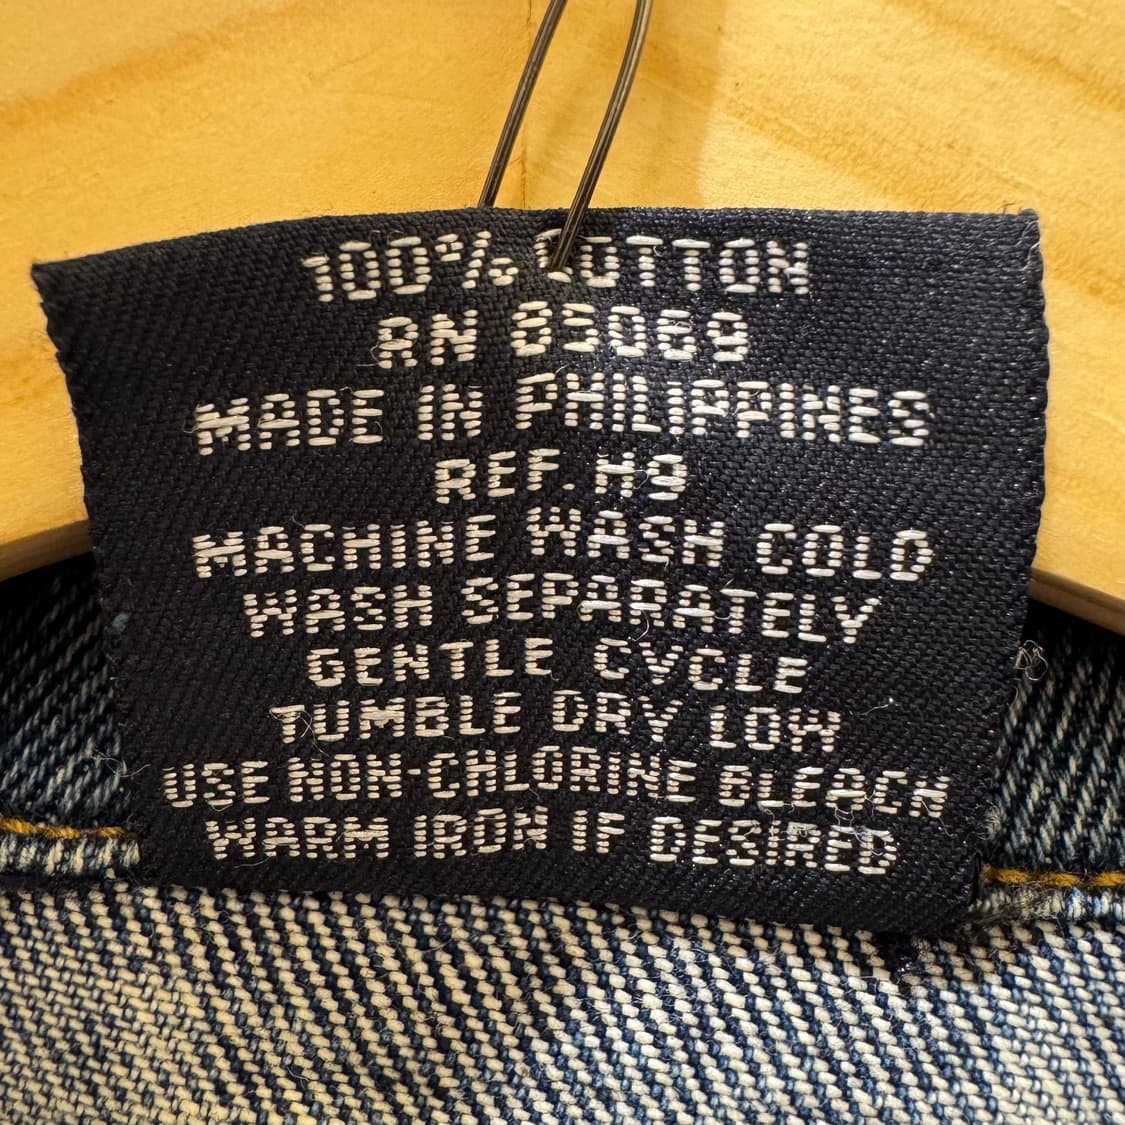 100% COTTON
RN 83069
MADE IN PHILIPPINES
REF. H9
MACHINE WASH COLD
WASH SEPARATELY
GENTLE CYCLE
TUMBLE DRY LOW
USE NON-CHLORINE BLEACH
WARM IRON IF DESIRED